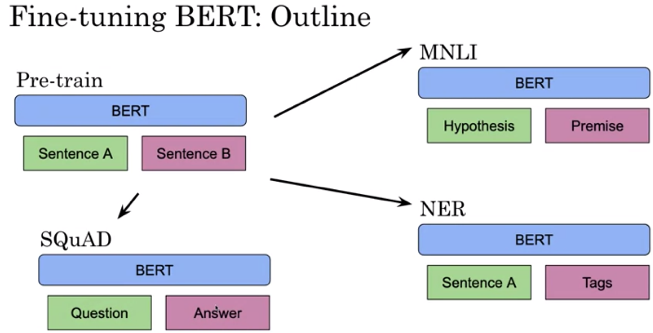 Fine-tuning BERT: Outline
Pre-train
BERT
Sentence A Sentence B
MNLI
BERT
Hypothesis Premise
SQuAD
BERT
Question Answer
NER
BERT
Sentence A Tags